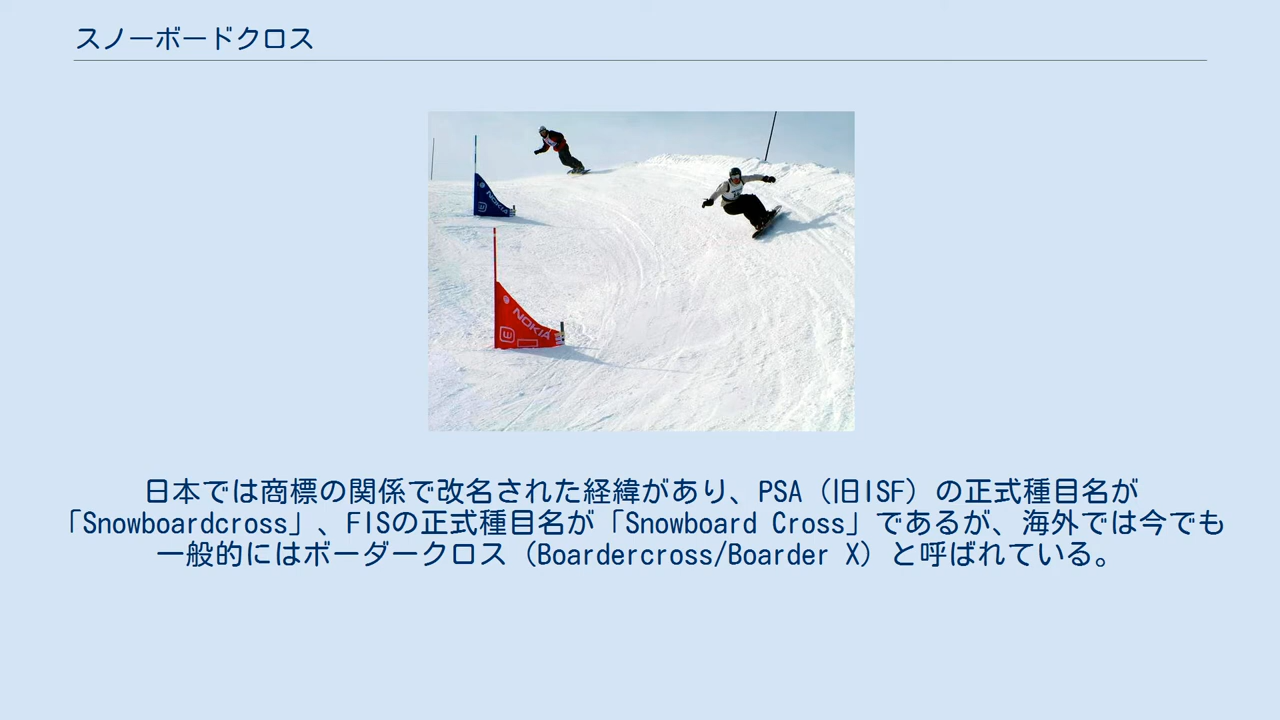 スノーボードクロス
NOKIA
NOKIA
日本では商標の関係で改名された経緯があり、PSA（旧ISF）の正式種目名が
「Snowboardcross」、FISの正式種目名が「Snowboard Cross」であるが、海外では今でも
一般的にはボーダークロス（Boardercross/Boarder X）と呼ばれている。